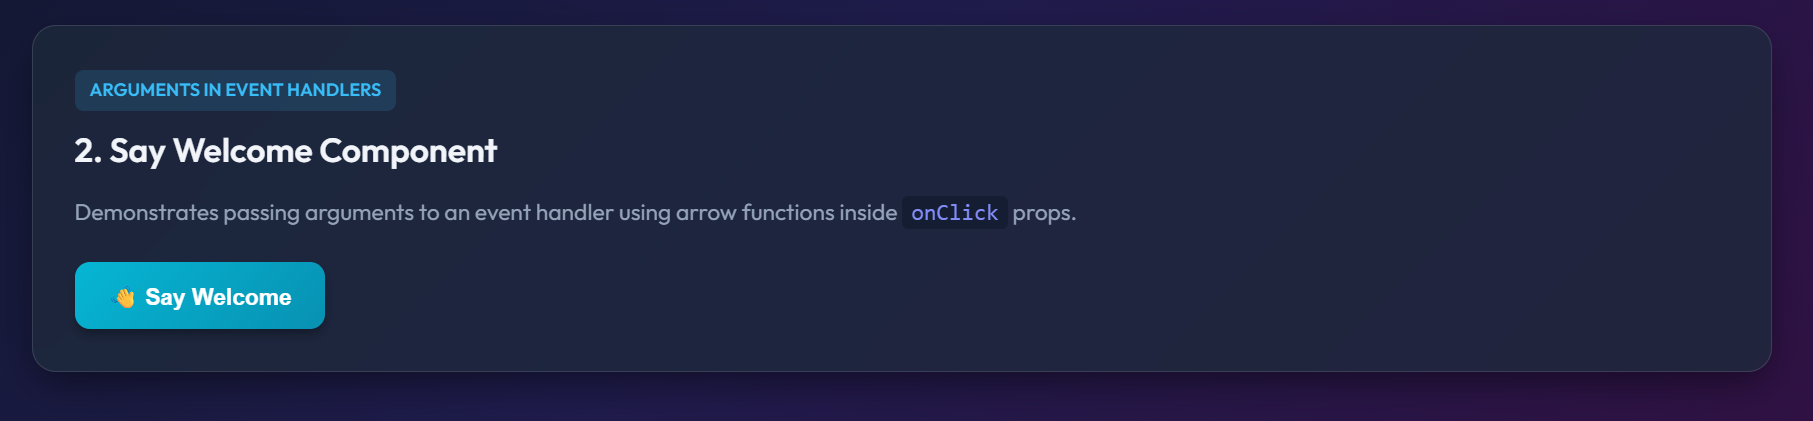 ARGUMENTS IN EVENT HANDLERS
2. Say Welcome Component
Demonstrates passing arguments to an event handler using arrow functions inside onClick props.
👋 Say Welcome